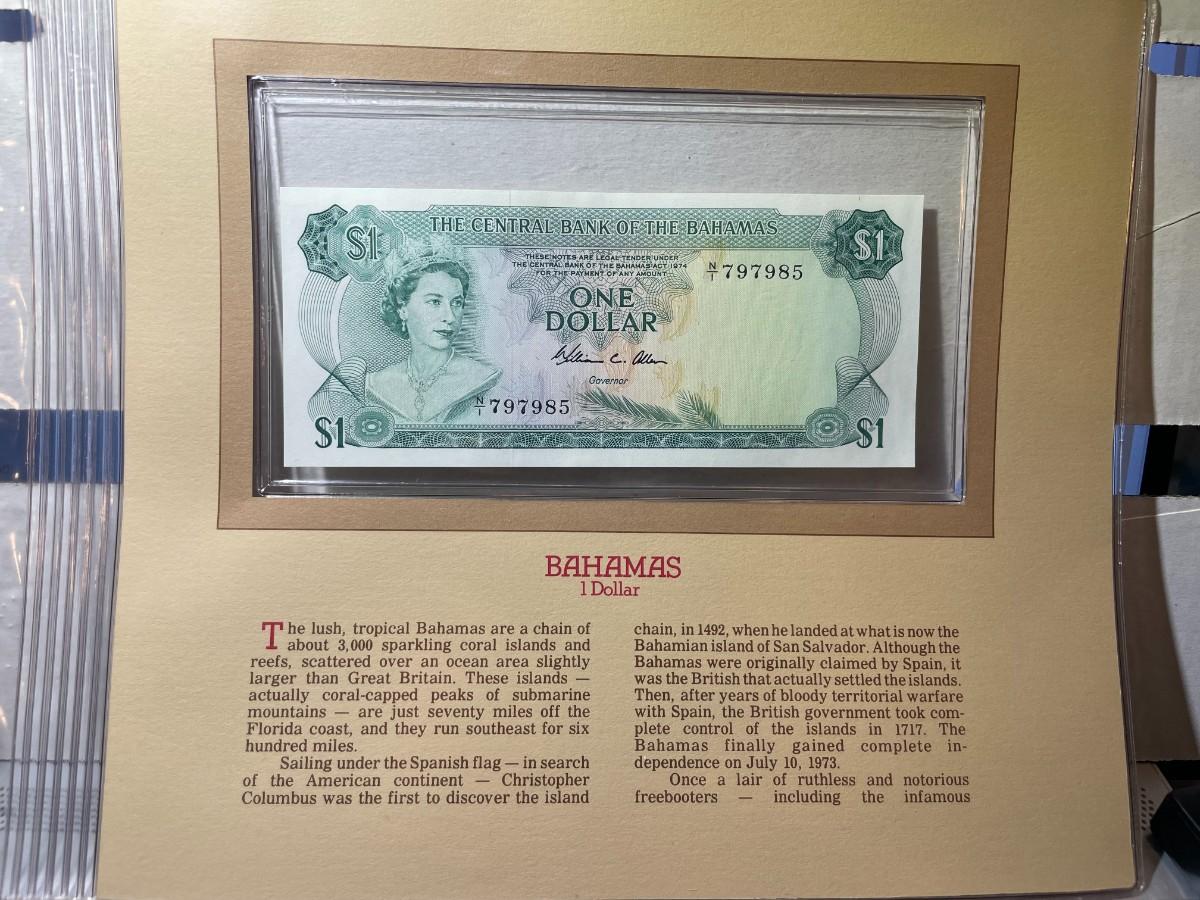 THE CENTRAL BANK OF THE BAHAMAS
$1
$1
THESE NOTES ARE LEGAL TENDER UNDER
THE CENTRAL BANK OF THE BAHAMAS ACT 1974
FOR THE PAYMENT OF ANY AMOUNT
N/1 797985
ONE
DOLLAR
William C. Allen
Governor
N/1 797985
$1
$1
BAHAMAS
1 Dollar
The lush, tropical Bahamas are a chain of
about 3,000 sparkling coral islands and
reefs, scattered over an ocean area slightly
larger than Great Britain. These islands —
actually coral-capped peaks of submarine
mountains — are just seventy miles off the
Florida coast, and they run southeast for six
hundred miles.
Sailing under the Spanish flag — in search
of the American continent — Christopher
Columbus was the first to discover the island
chain, in 1492, when he landed at what is now the
Bahamian island of San Salvador. Although the
Bahamas were originally claimed by Spain, it
was the British that actually settled the islands.
Then, after years of bloody territorial warfare
with Spain, the British government took com-
plete control of the islands in 1717. The
Bahamas finally gained complete in-
dependence on July 10, 1973.
Once a lair of ruthless and notorious
freebooters — including the infamous